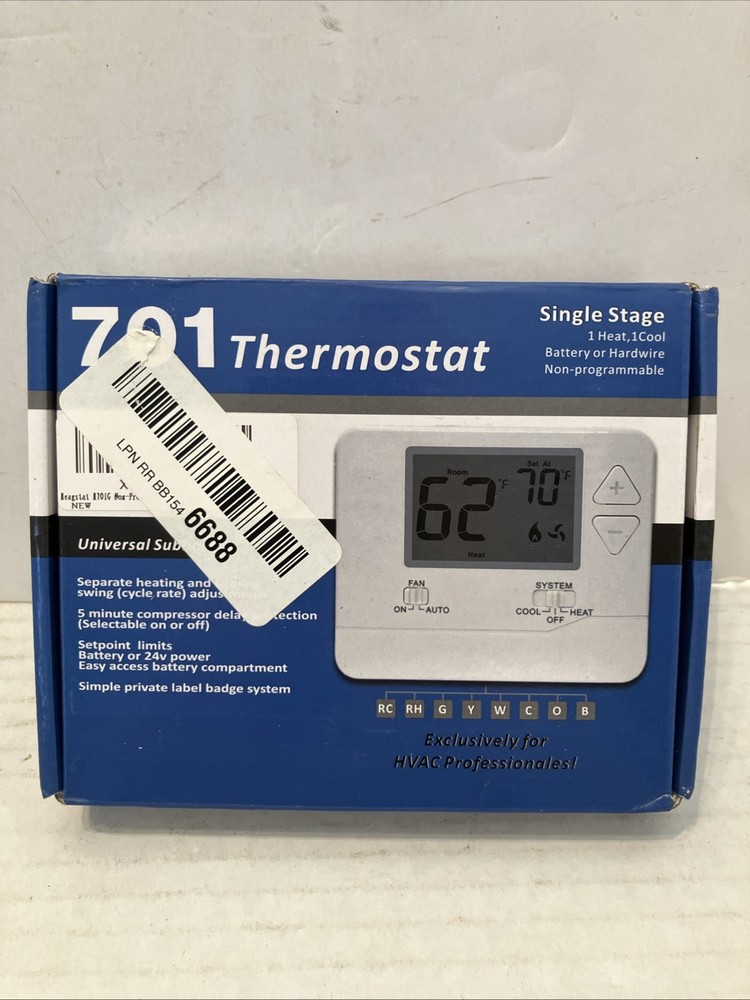 701 Thermostat
Single Stage
1 Heat,1Cool
Battery or Hardwire
Non-programmable
NEW
LPN RR BB154 6688
Universal
Separate heating and
swing (cycle rate)
5 minute compressor
(Selectable on or off)
Setpoint limits
Battery or 24v power
Easy access battery compartment
Simple private label badge system
Room
62 °F
Set At
70 °F
Heat
+
FAN
ON AUTO
SYSTEM
COOL HEAT
OFF
RC RH G Y W C O B
Exclusively for
HVAC Professionales!